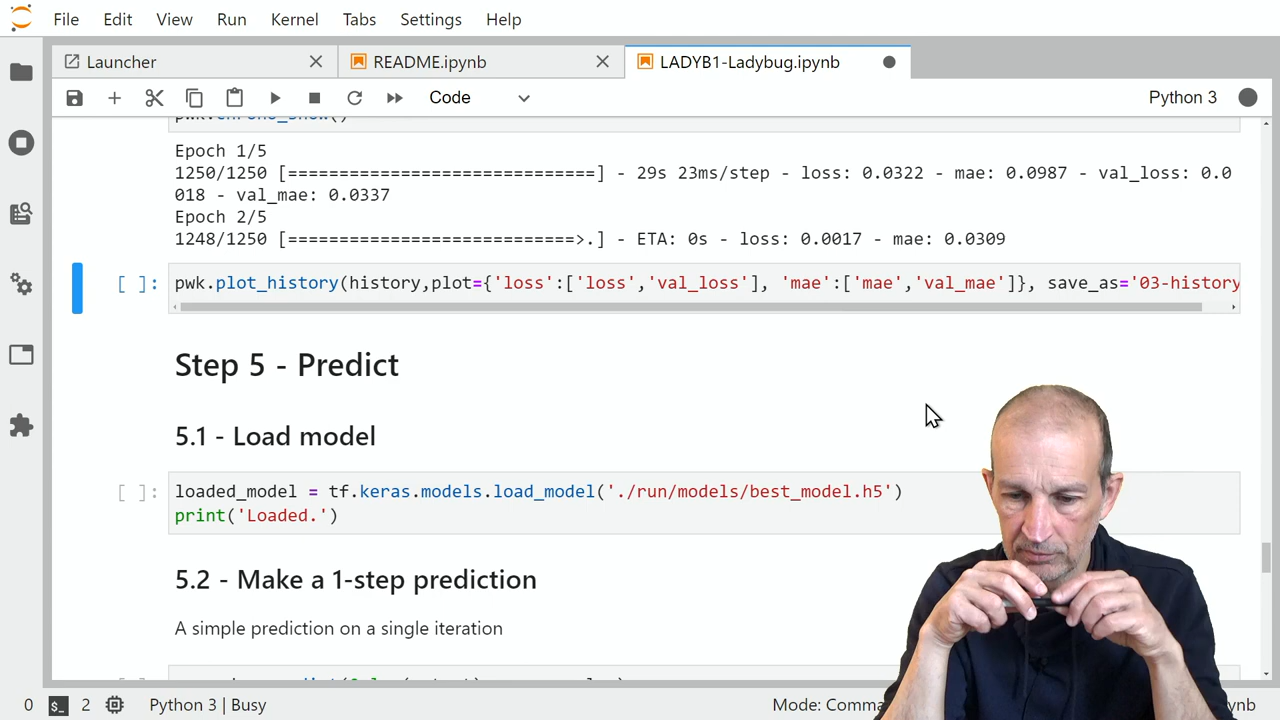 File Edit View Run Kernel Tabs Settings Help
Launcher README.ipynb LADYB1-Ladybug.ipynb
Code Python 3
Epoch 1/5
1250/1250 [==============================] - 29s 23ms/step - loss: 0.0322 - mae: 0.0987 - val_loss: 0.0
018 - val_mae: 0.0337
Epoch 2/5
1248/1250 [============================>.] - ETA: 0s - loss: 0.0017 - mae: 0.0309
[ ]: pwk.plot_history(history,plot={'loss':['loss','val_loss'], 'mae':['mae','val_mae']}, save_as='03-history
Step 5 - Predict
5.1 - Load model
[ ]: loaded_model = tf.keras.models.load_model('./run/models/best_model.h5')
print('Loaded.')
5.2 - Make a 1-step prediction
A simple prediction on a single iteration
0 $_ 2 Python 3 | Busy Mode: Comma ynb